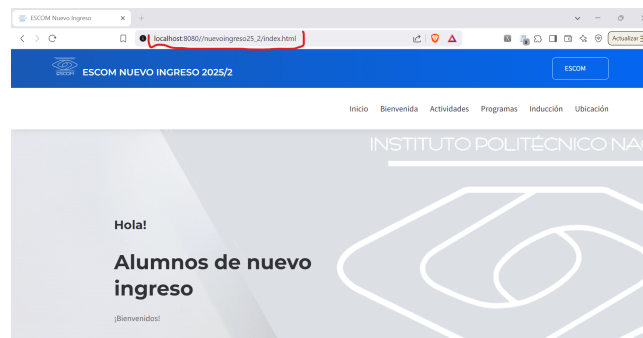 ESCOM Nuevo Ingreso
localhost:8080//nuevoingreso25_2/index.html
Actualizar
ESCOM
ESCOM NUEVO INGRESO 2025/2
ESCOM
Inicio Bienvenida Actividades Programas Inducción Ubicación
INSTITUTO POLITÉCNICO NA
Hola!
Alumnos de nuevo
ingreso
¡Bienvenidos!